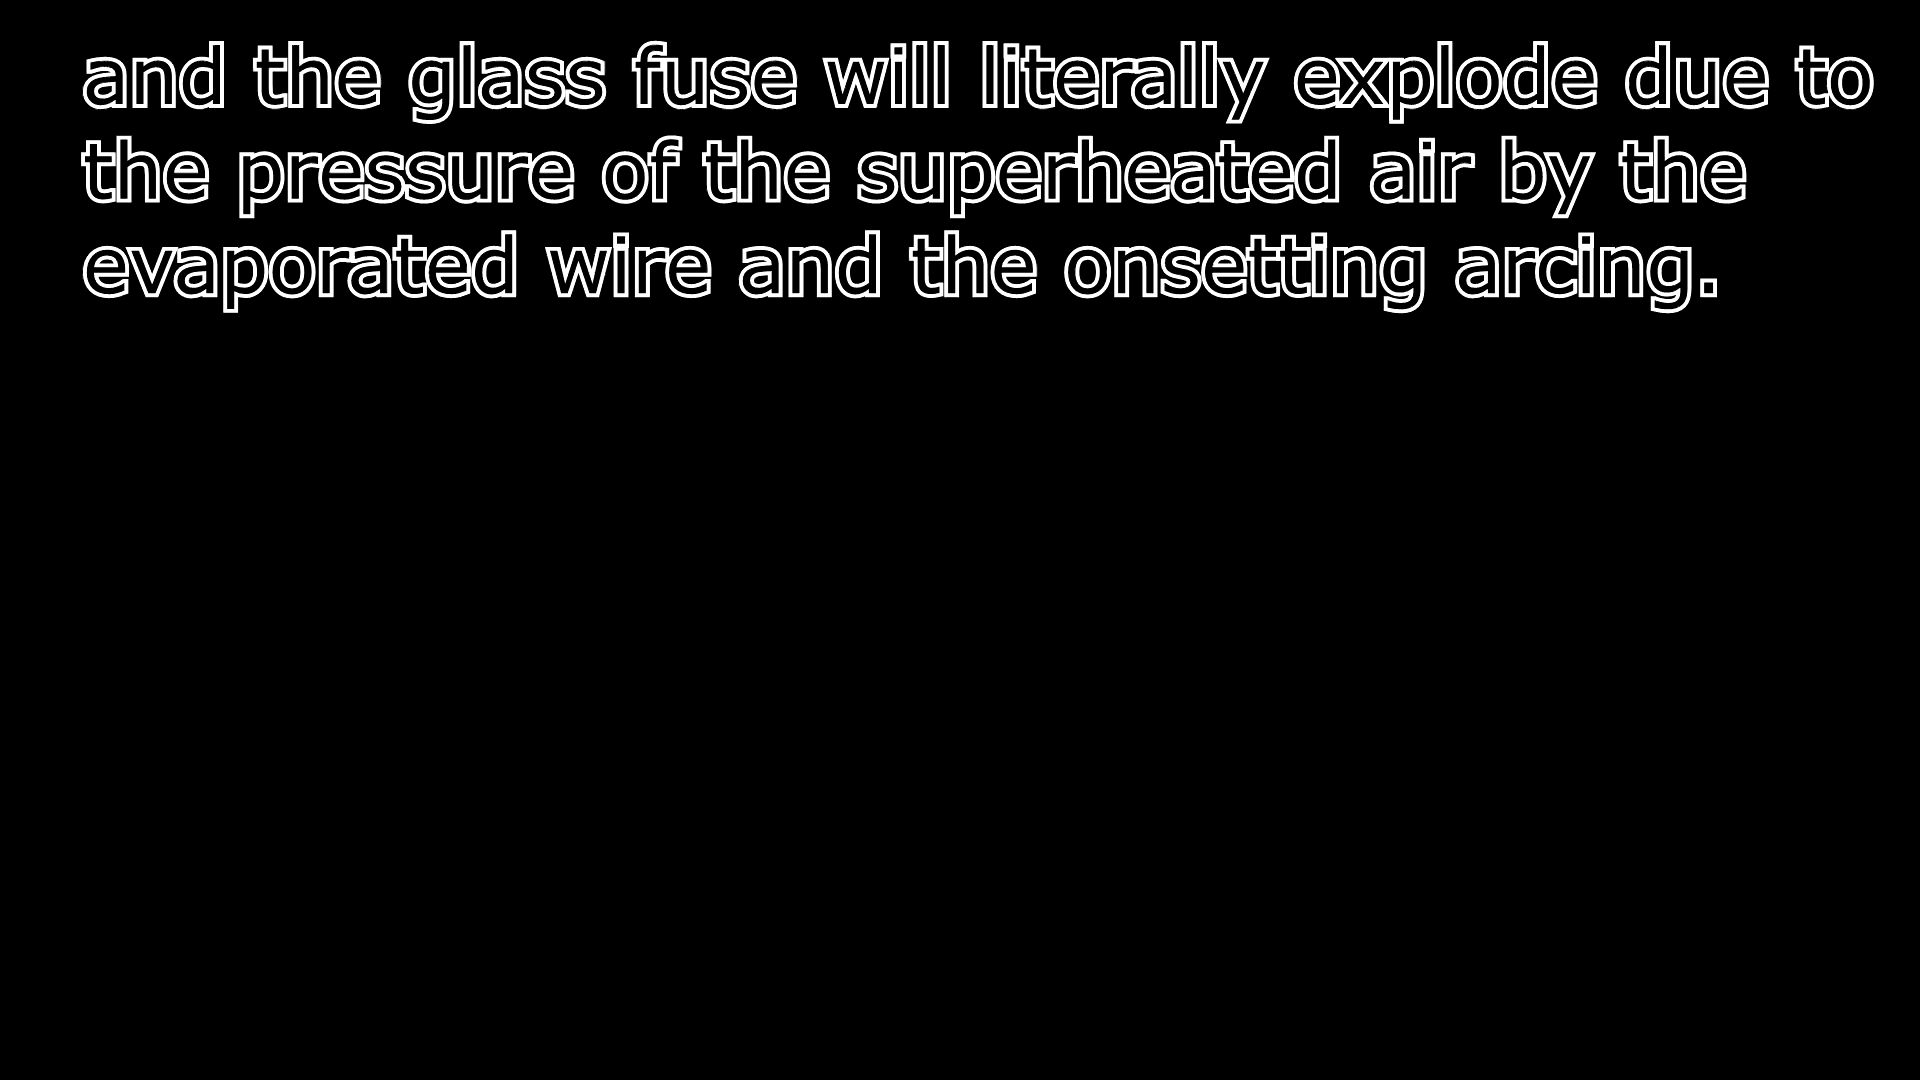 and the glass fuse will literally explode due to
the pressure of the superheated air by the
evaporated wire and the onsetting arcing.